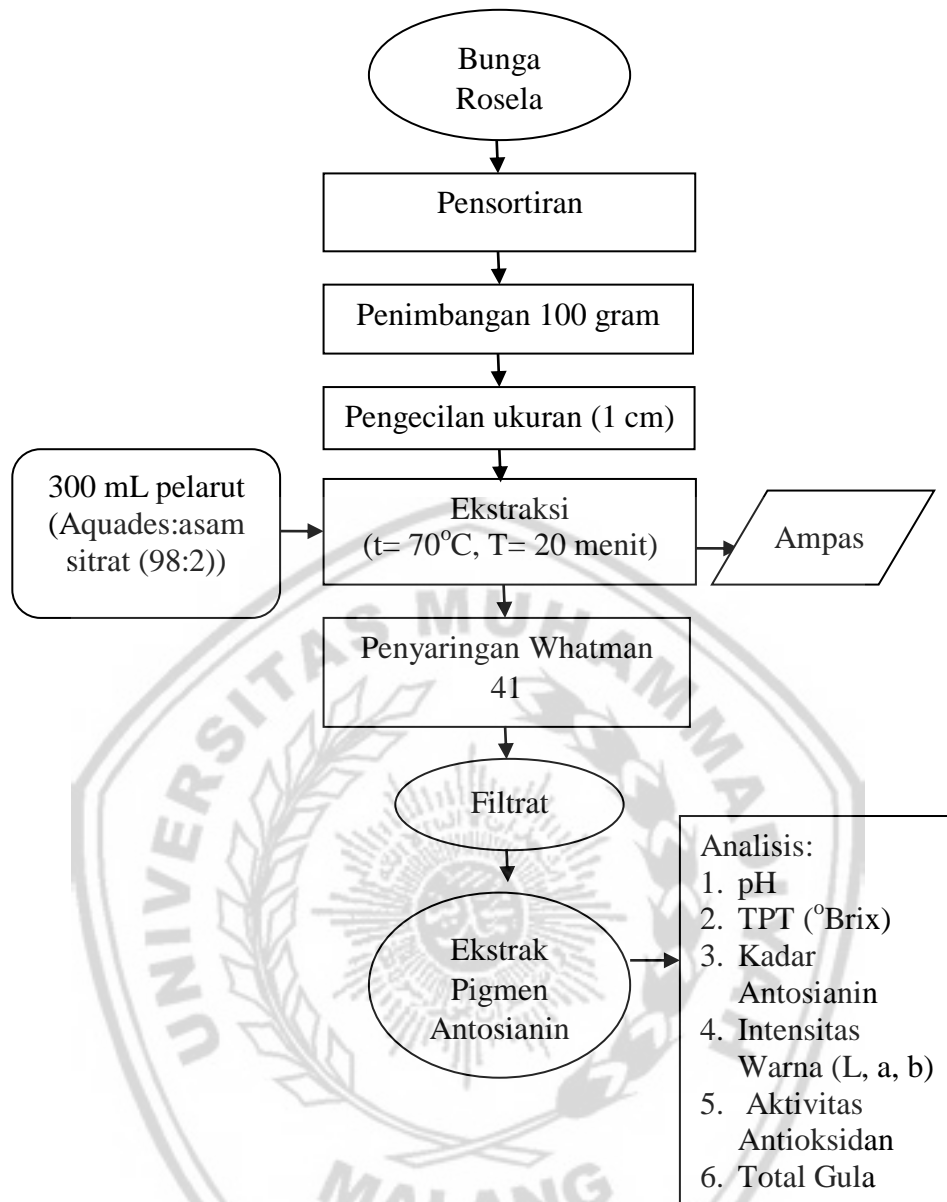 Bunga
Rosela
Pensortiran
Penimbangan 100 gram
Pengecilan ukuran (1 cm)
300 mL pelarut
(Aquades:asam
sitrat (98:2))
Ekstraksi
(t= 70°C, T= 20 menit)
Ampas
Penyaringan Whatman
41
Filtrat
Ekstrak
Pigmen
Antosianin
Analisis:
1. pH
2. TPT (°Brix)
3. Kadar
Antosianin
4. Intensitas
Warna (L, a, b)
5. Aktivitas
Antioksidan
6. Total Gula
UNIVERSITAS MUHAMMADIYAH
MALANG